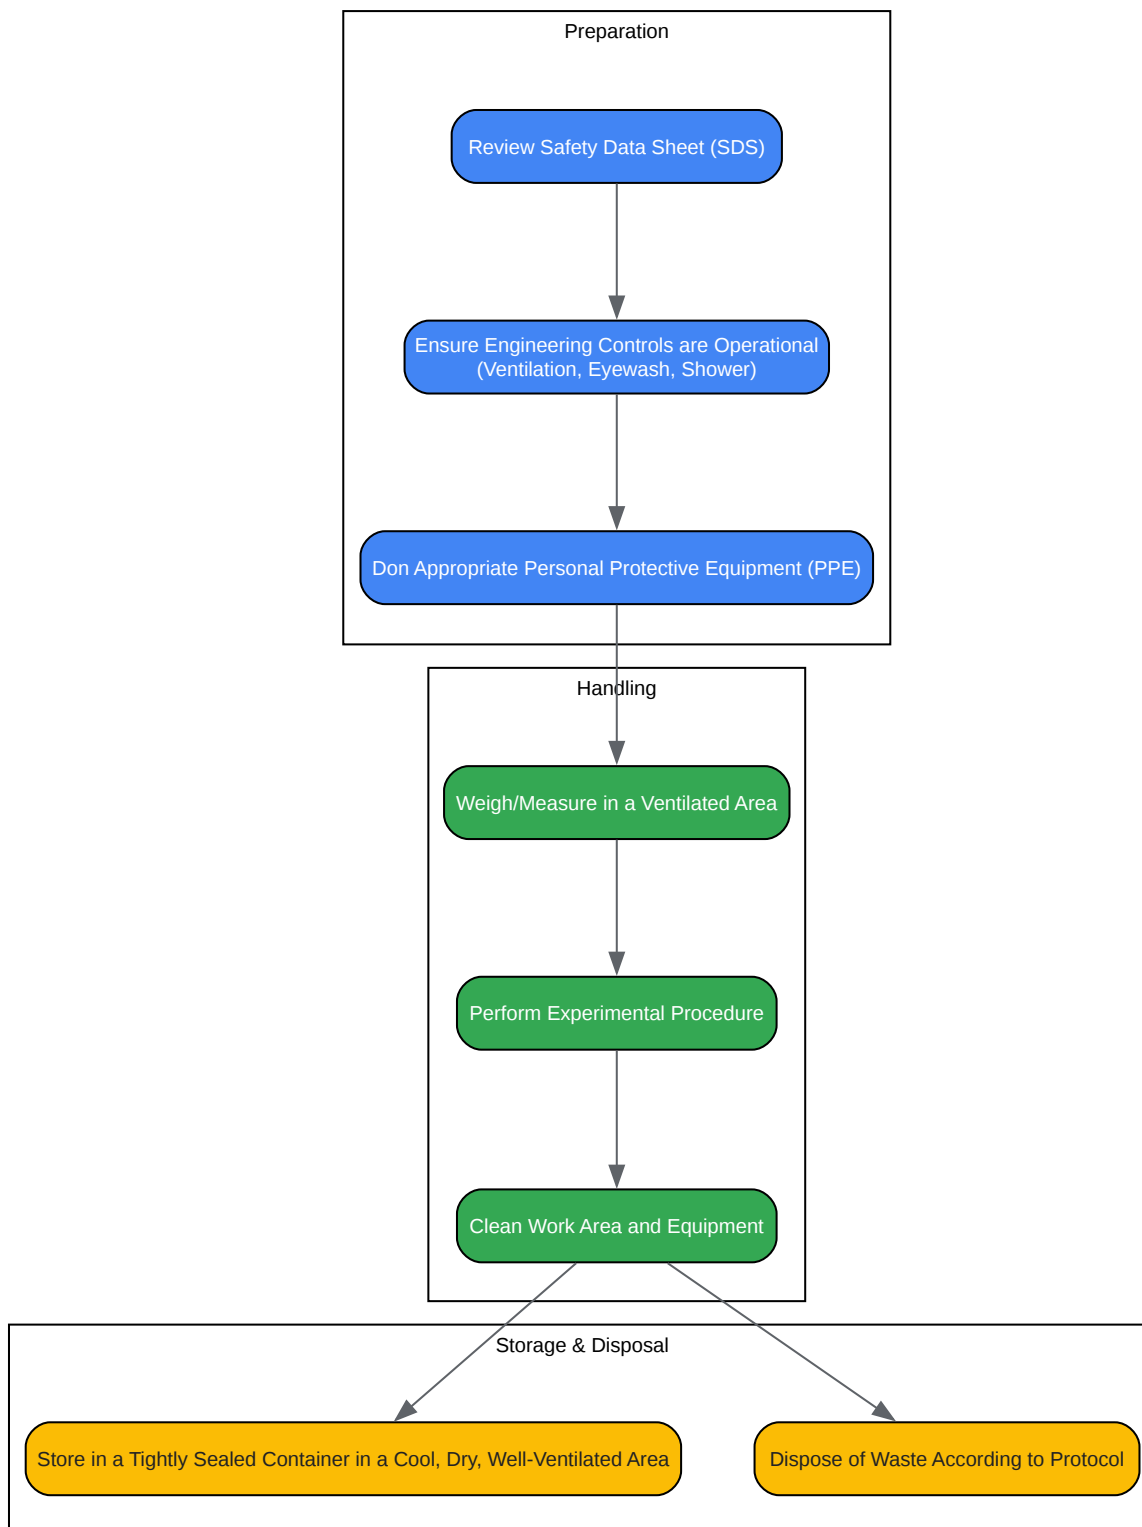 Preparation
Review Safety Data Sheet (SDS)
Ensure Engineering Controls are Operational
(Ventilation, Eyewash, Shower)
Don Appropriate Personal Protective Equipment (PPE)
Handling
Weigh/Measure in a Ventilated Area
Perform Experimental Procedure
Clean Work Area and Equipment
Storage & Disposal
Store in a Tightly Sealed Container in a Cool, Dry, Well-Ventilated Area
Dispose of Waste According to Protocol